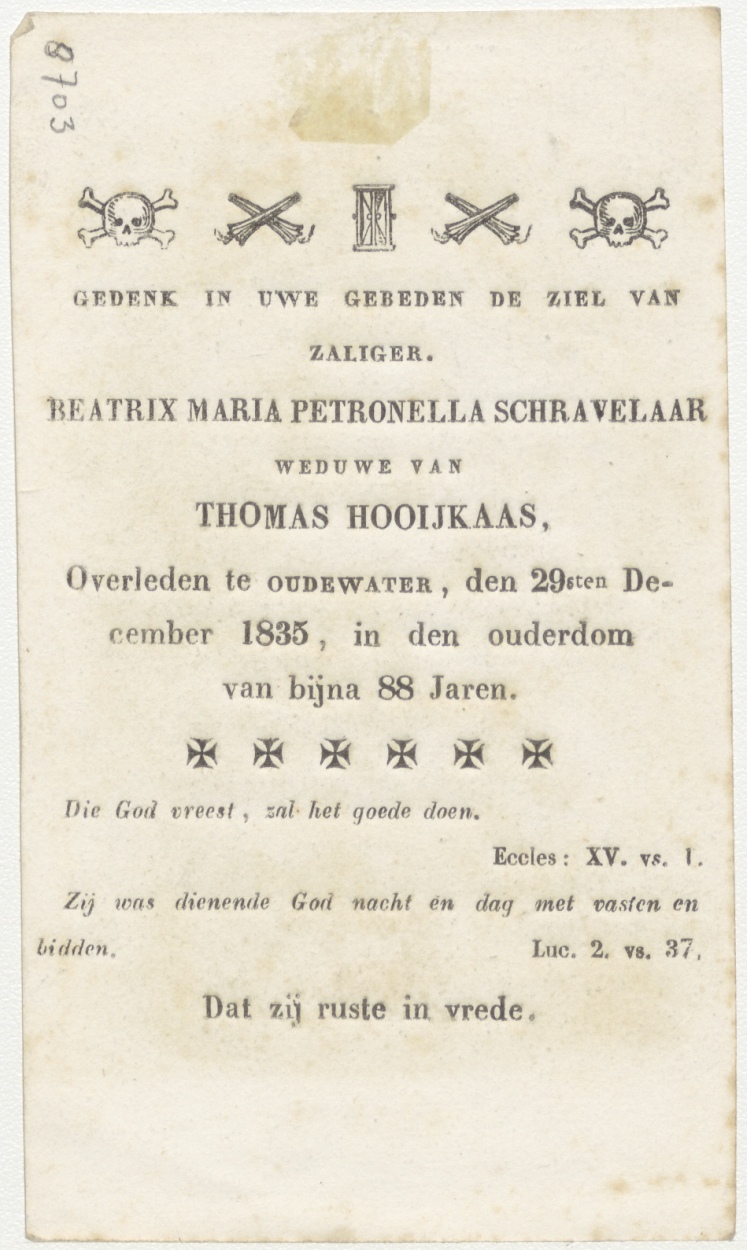 8703
GEDENK IN UWE GEBEDEN DE ZIEL VAN
ZALIGER.
BEATRIX MARIA PETRONELLA SCHRAVELAAR
WEDUWE VAN
THOMAS HOOIJKAAS,
Overleden te OUDEWATER, den 29sten De-
cember 1835, in den ouderdom
van bijna 88 Jaren.
Die God vreest, zal het goede doen.
Eccles: XV. vs. 1.
Zij was dienende God nacht en dag met vasten en
bidden. Luc. 2. vs. 37.
Dat zij ruste in vrede.